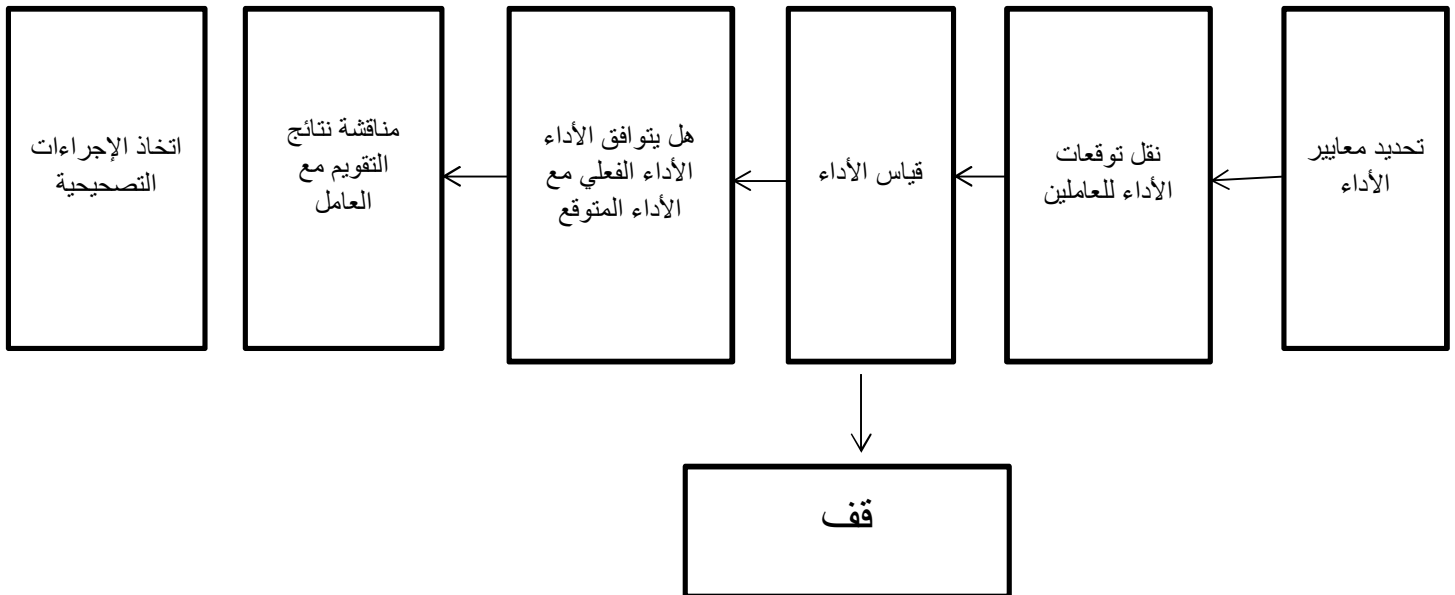 تحديد معايير
الأداء
نقل توقعات
الأداء للعاملين
قياس الأداء
هل يتوافق الأداء
الأداء الفعلي مع
الأداء المتوقع
مناقشة نتائج
التقويم مع
العامل
اتخاذ الإجراءات
التصحيحية
قف